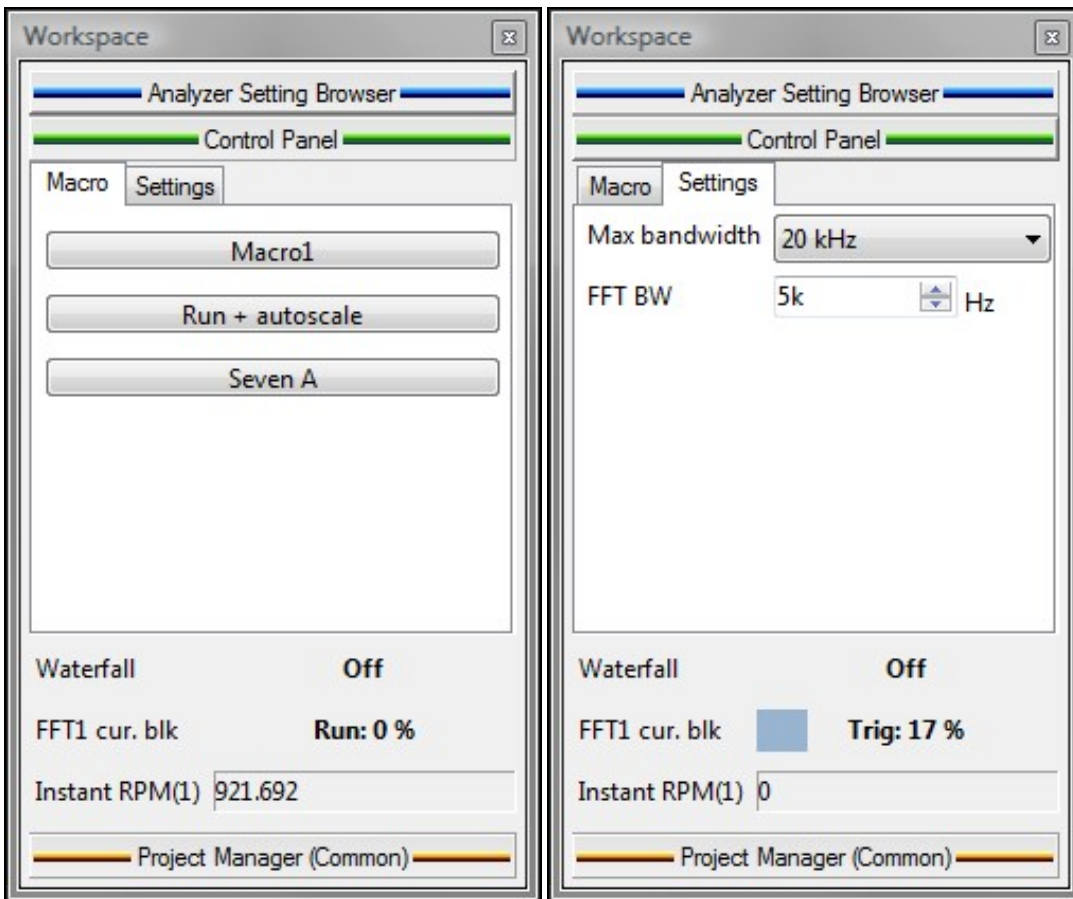 Workspace
Analyzer Setting Browser
Control Panel
Macro Settings
Macro1
Run + autoscale
Seven A
Waterfall Off
FFT1 cur. blk Run: 0 %
Instant RPM(1) 921.692
Project Manager (Common)
Workspace
Analyzer Setting Browser
Control Panel
Macro Settings
Max bandwidth 20 kHz
FFT BW 5k Hz
Waterfall Off
FFT1 cur. blk Trig: 17 %
Instant RPM(1) 0
Project Manager (Common)